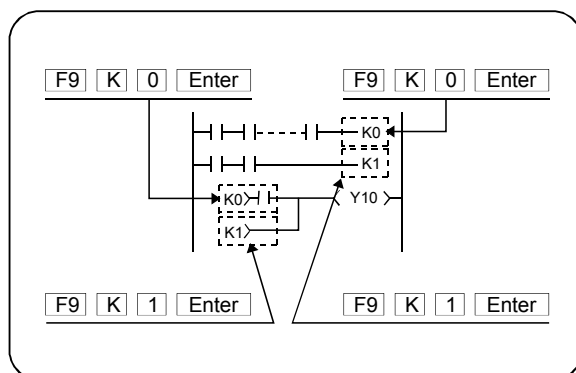 F9 K 0 Enter F9 K 0 Enter
K0
K1
K0 Y10
K1
F9 K 1 Enter F9 K 1 Enter